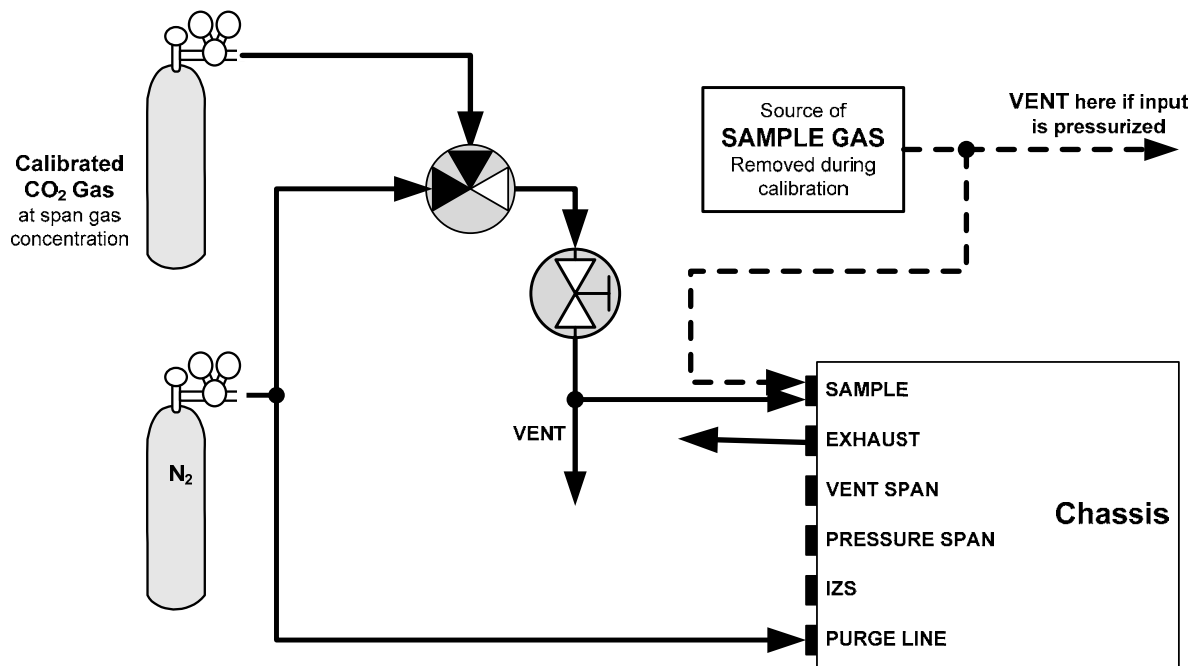 Calibrated
CO₂ Gas
at span gas
concentration
N₂
Source of
SAMPLE GAS
Removed during
calibration
VENT here if input
is pressurized
VENT
SAMPLE
EXHAUST
VENT SPAN
PRESSURE SPAN
IZS
PURGE LINE
Chassis